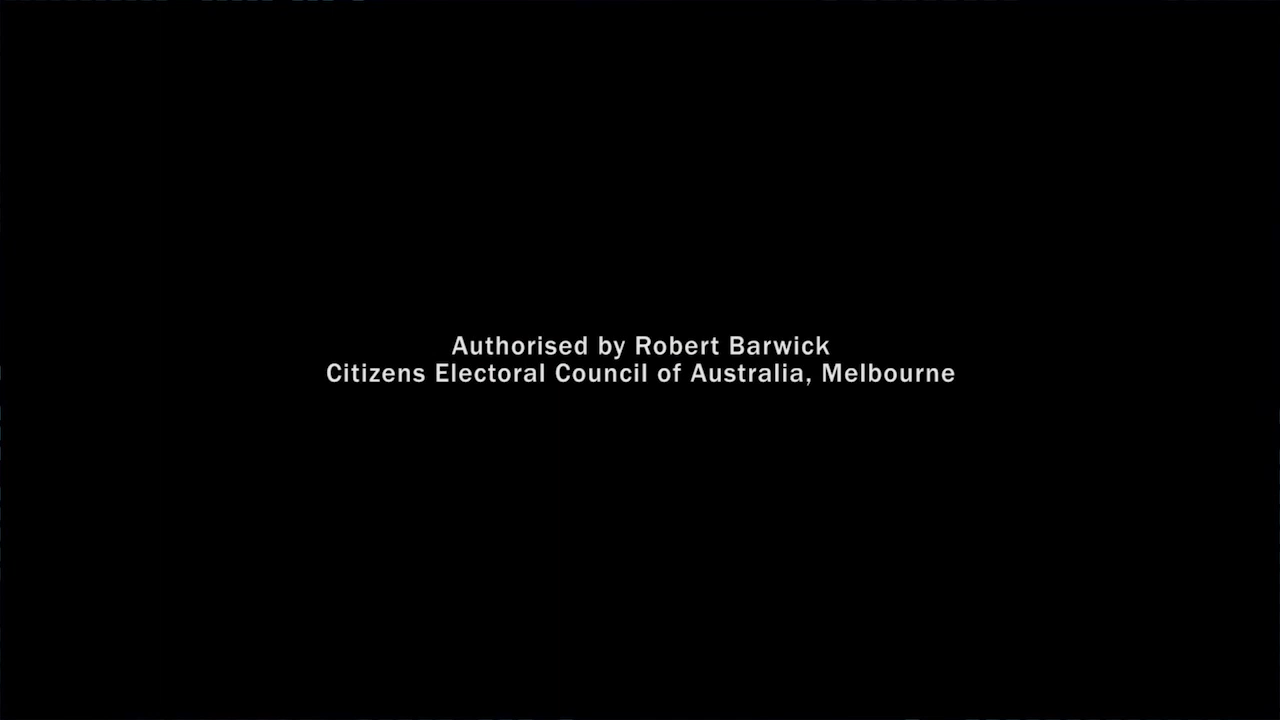 Authorised by Robert Barwick
Citizens Electoral Council of Australia, Melbourne